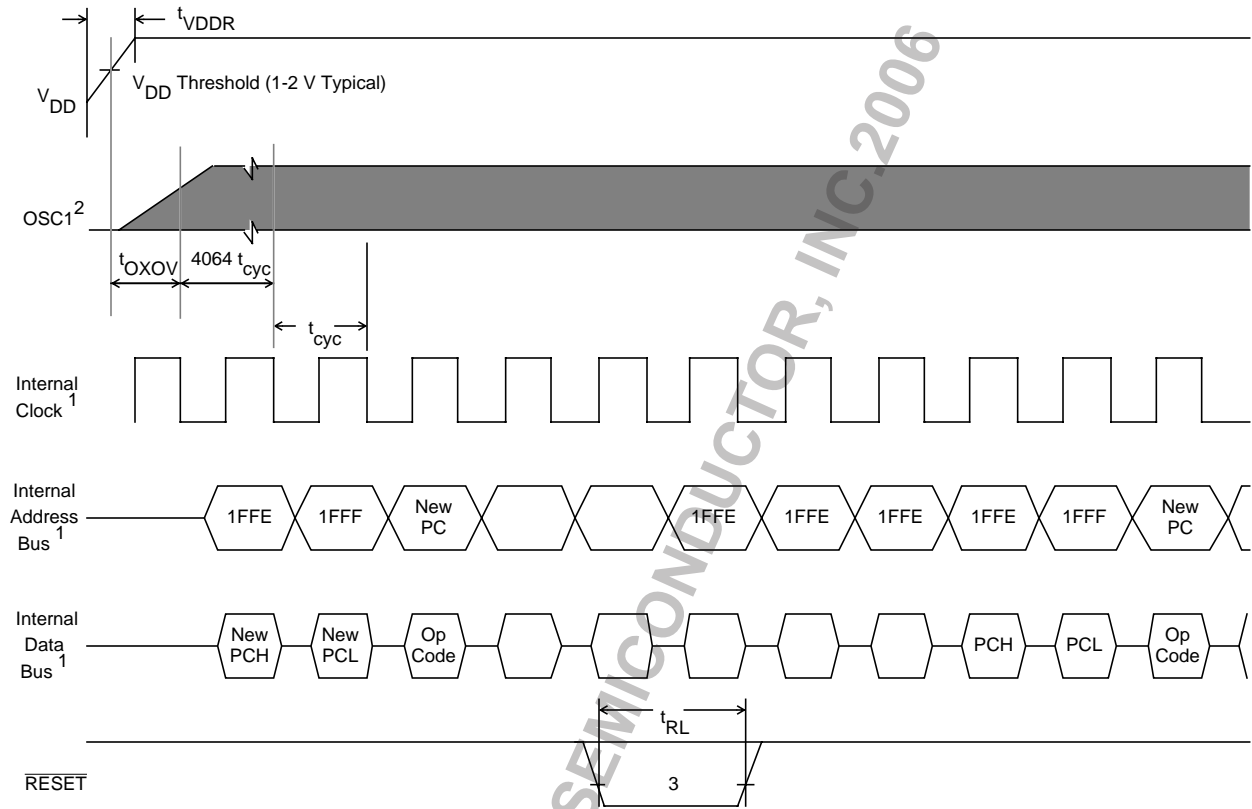 tVDDR
VDD Threshold (1-2 V Typical)
VDD
OSC1²
tOXOV
4064 tcyc
tcyc
Internal
Clock 1
Internal
Address
Bus 1
1FFE
1FFF
New
PC
1FFE
1FFE
1FFE
1FFE
1FFF
New
PC
Internal
Data
Bus 1
New
PCH
New
PCL
Op
Code
PCH
PCL
Op
Code
tRL
RESET
3
SEMICONDUCTOR, INC.2006